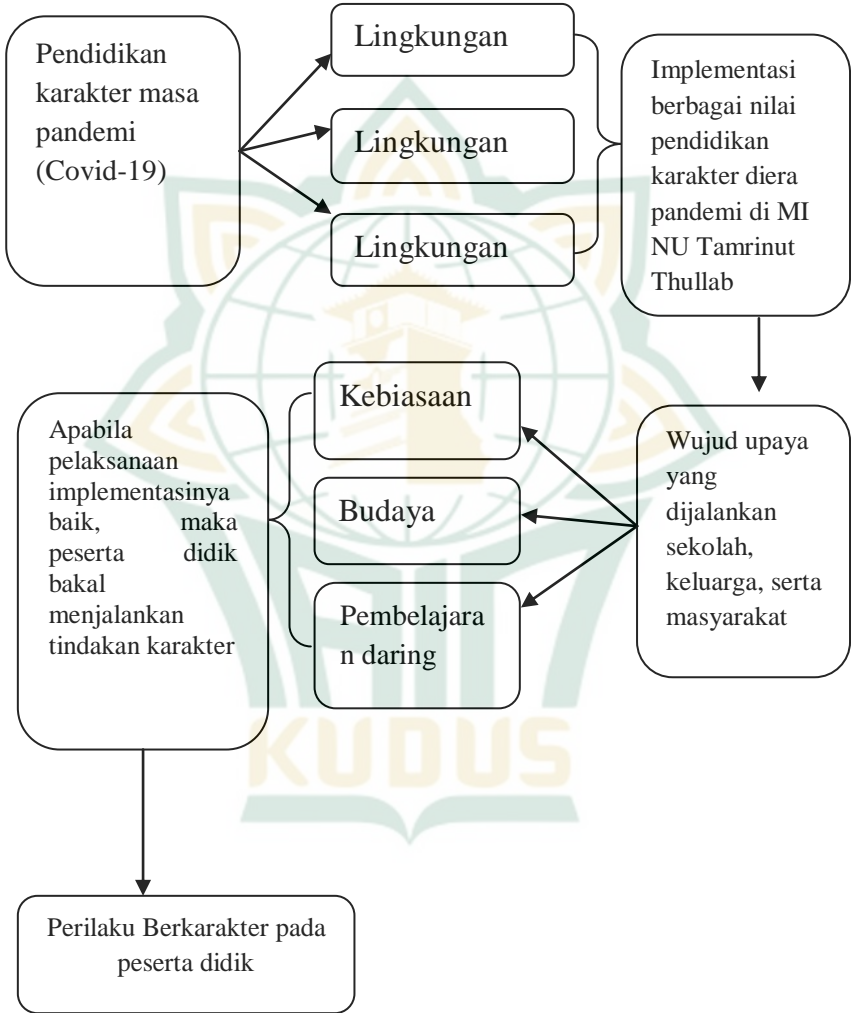 Pendidikan
karakter masa
pandemi
(Covid-19)
Lingkungan
Lingkungan
Lingkungan
Implementasi
berbagai nilai
pendidikan
karakter diera
pandemi di MI
NU Tamrinut
Thullab
Wujud upaya
yang
dijalankan
sekolah,
keluarga, serta
masyarakat
Kebiasaan
Budaya
Pembelajara
n daring
Apabila
pelaksanaan
implementasinya
baik, maka
peserta didik
bakal
menjalankan
tindakan karakter
KUDUS
Perilaku Berkarakter pada
peserta didik